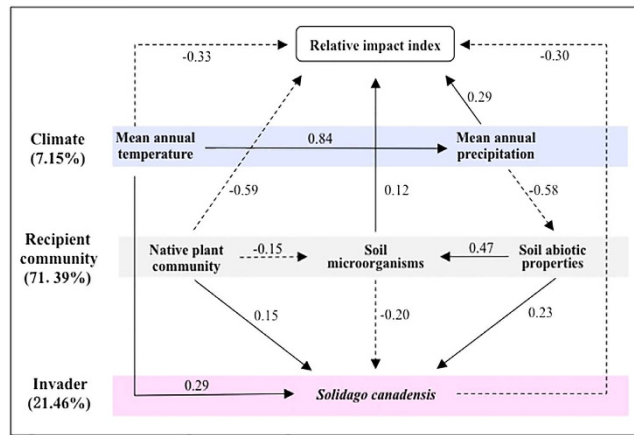 Relative impact index
-0.33
-0.30
0.29
Climate
(7.15%)
Mean annual
temperature
0.84
Mean annual
precipitation
-0.59
0.12
-0.58
Recipient
community
(71. 39%)
Native plant
community
-0.15
Soil
microorganisms
0.47
Soil abiotic
properties
0.15
-0.20
0.23
Invader
(21.46%)
0.29
Solidago canadensis